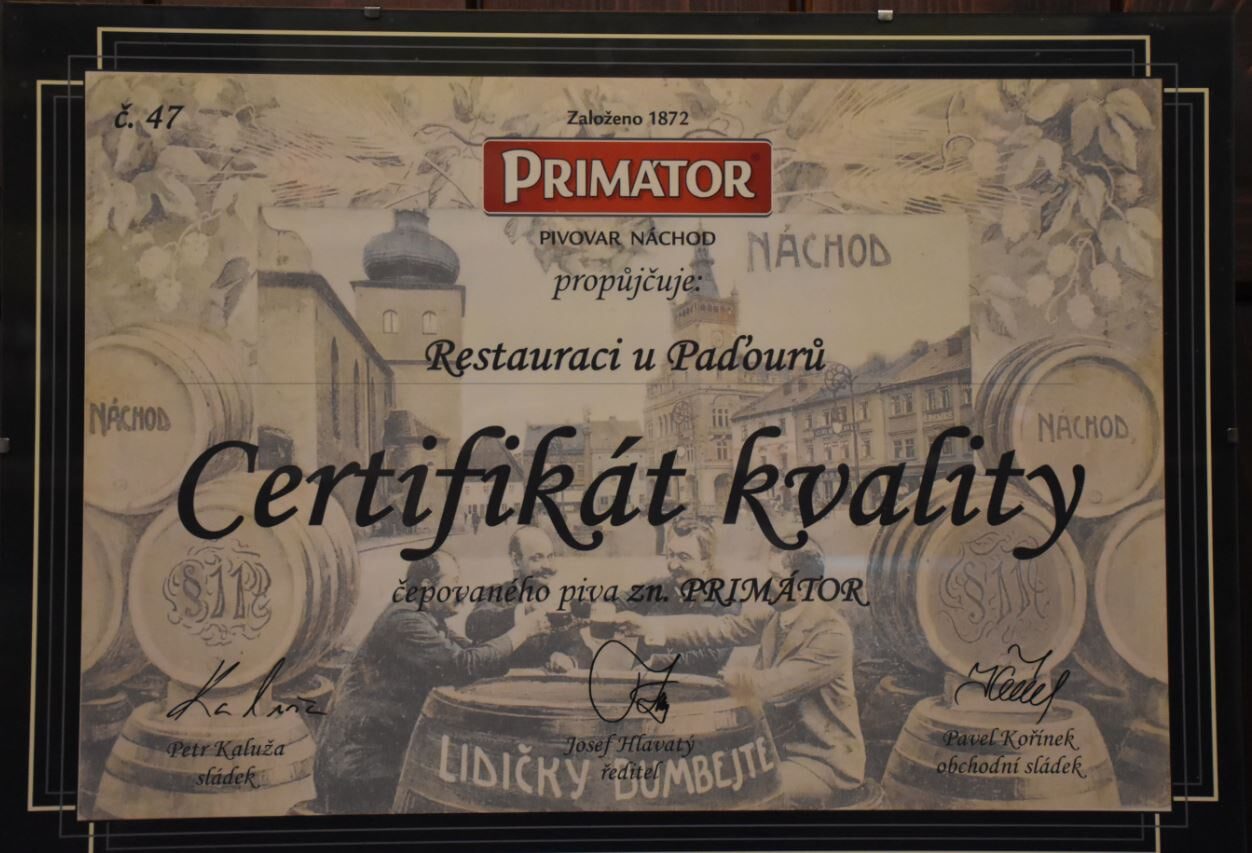 č. 47
Založeno 1872
PRIMÁTOR
PIVOVAR NÁCHOD
NÁCHOD
propůjčuje:
Restauraci u Paďourů
NÁCHOD
NÁCHOD
Certifikát kvality
čepovaného piva zn. PRIMÁTOR
Petr Kaluža
sládek
Josef Hlavatý
ředitel
Pavel Kořínek
obchodní sládek
LIDIČKY BUMBEJTE